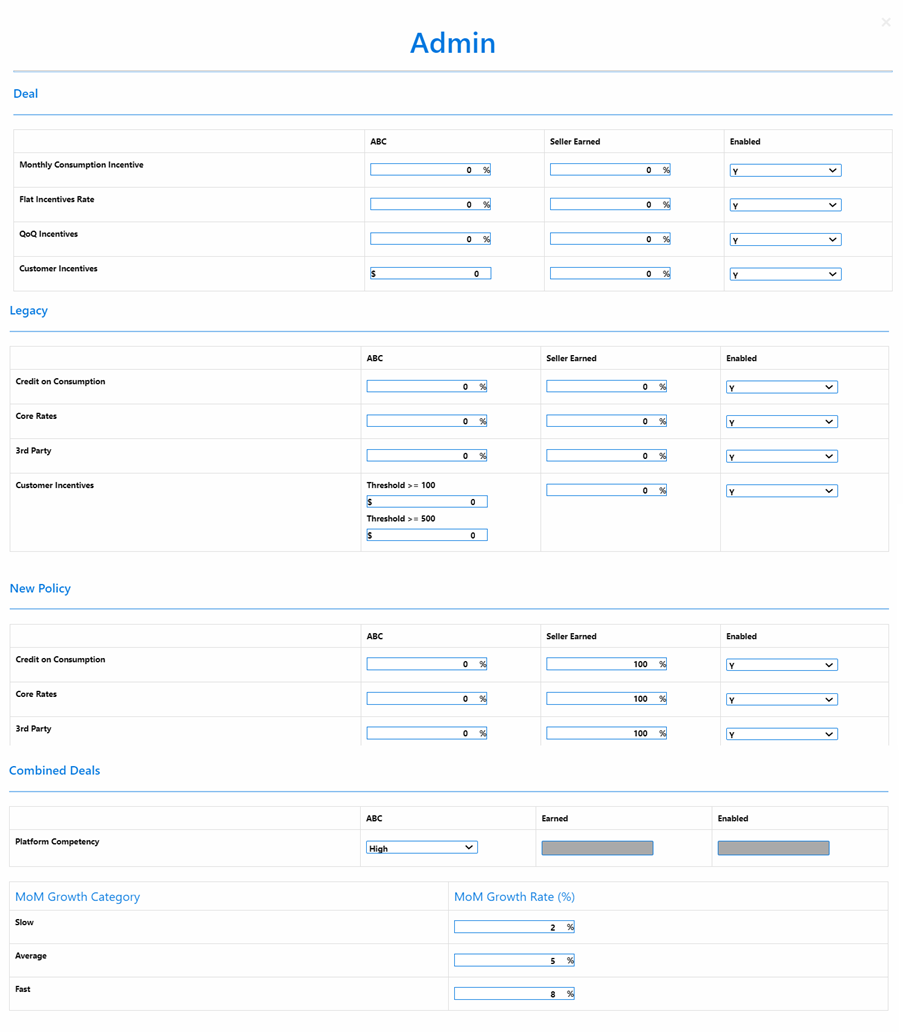 ×
Admin
Deal
ABC Seller Earned Enabled
Monthly Consumption Incentive 0 % 0 % Y
Flat Incentives Rate 0 % 0 % Y
QoQ Incentives 0 % 0 % Y
Customer Incentives $ 0 0 % Y
Legacy
ABC Seller Earned Enabled
Credit on Consumption 0 % 0 % Y
Core Rates 0 % 0 % Y
3rd Party 0 % 0 % Y
Customer Incentives Threshold >= 100 0 % Y
$ 0
Threshold >= 500
$ 0
New Policy
ABC Seller Earned Enabled
Credit on Consumption 0 % 100 % Y
Core Rates 0 % 100 % Y
3rd Party 0 % 100 % Y
Combined Deals
ABC Earned Enabled
Platform Competency High
MoM Growth Category MoM Growth Rate (%)
Slow 2 %
Average 5 %
Fast 8 %